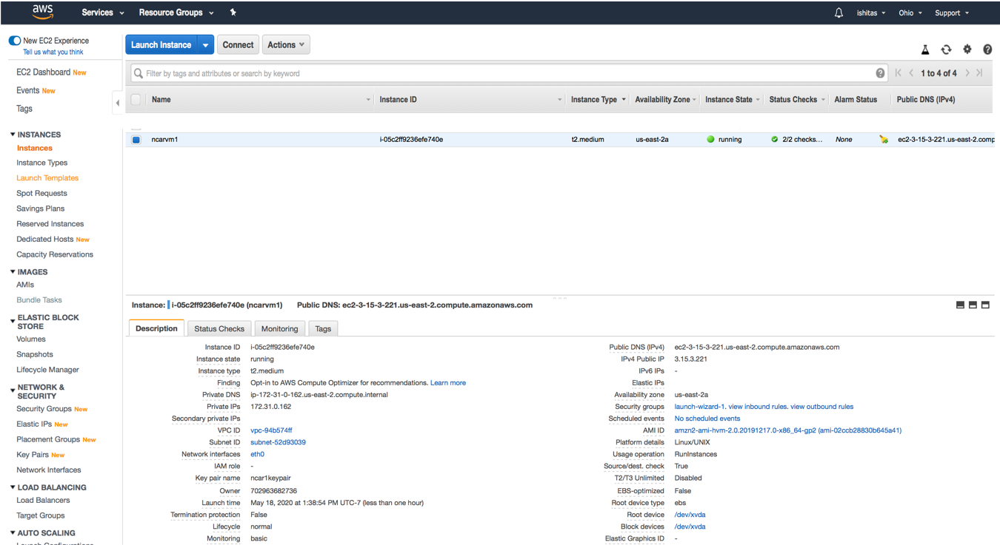 aws Services Resource Groups ishitas Ohio Support
New EC2 Experience
Tell us what you think
Launch Instance Connect Actions
Filter by tags and attributes or search by keyword 1 to 4 of 4
Name Instance ID Instance Type Availability Zone Instance State Status Checks Alarm Status Public DNS (IPv4)
ncarvm1 i-05c2ff9236efe740e t2.medium us-east-2a running 2/2 checks... None ec2-3-15-3-221.us-east-2.comp
EC2 Dashboard New
Events New
Tags
INSTANCES
Instances
Instance Types
Launch Templates
Spot Requests
Savings Plans
Reserved Instances
Dedicated Hosts New
Capacity Reservations
IMAGES
AMIs
Bundle Tasks
ELASTIC BLOCK
STORE
Volumes
Snapshots
Lifecycle Manager
NETWORK &
SECURITY
Security Groups New
Elastic IPs New
Placement Groups New
Key Pairs New
Network Interfaces
LOAD BALANCING
Load Balancers
Target Groups
AUTO SCALING
Launch Configurations
Instance: i-05c2ff9236efe740e (ncarvm1) Public DNS: ec2-3-15-3-221.us-east-2.compute.amazonaws.com
Description Status Checks Monitoring Tags
Instance ID i-05c2ff9236efe740e
Instance state running
Instance type t2.medium
Finding Opt-in to AWS Compute Optimizer for recommendations. Learn more
Private DNS ip-172-31-0-162.us-east-2.compute.internal
Private IPs 172.31.0.162
Secondary private IPs
VPC ID vpc-94b574ff
Subnet ID subnet-52d93039
Network interfaces eth0
IAM role -
Key pair name ncar1keypair
Owner 702963682736
Launch time May 18, 2020 at 1:38:54 PM UTC-7 (less than one hour)
Termination protection False
Lifecycle normal
Monitoring basic
Public DNS (IPv4) ec2-3-15-3-221.us-east-2.compute.amazonaws.com
IPv4 Public IP 3.15.3.221
IPv6 IPs -
Elastic IPs
Availability zone us-east-2a
Security groups launch-wizard-1. view inbound rules. view outbound rules
Scheduled events No scheduled events
AMI ID amzn2-ami-hvm-2.0.20191217.0-x86_64-gp2 (ami-02ccb28830b645a41)
Platform details Linux/UNIX
Usage operation RunInstances
Source/dest. check True
T2/T3 Unlimited Disabled
EBS-optimized False
Root device type ebs
Root device /dev/xvda
Block devices /dev/xvda
Elastic Graphics ID -